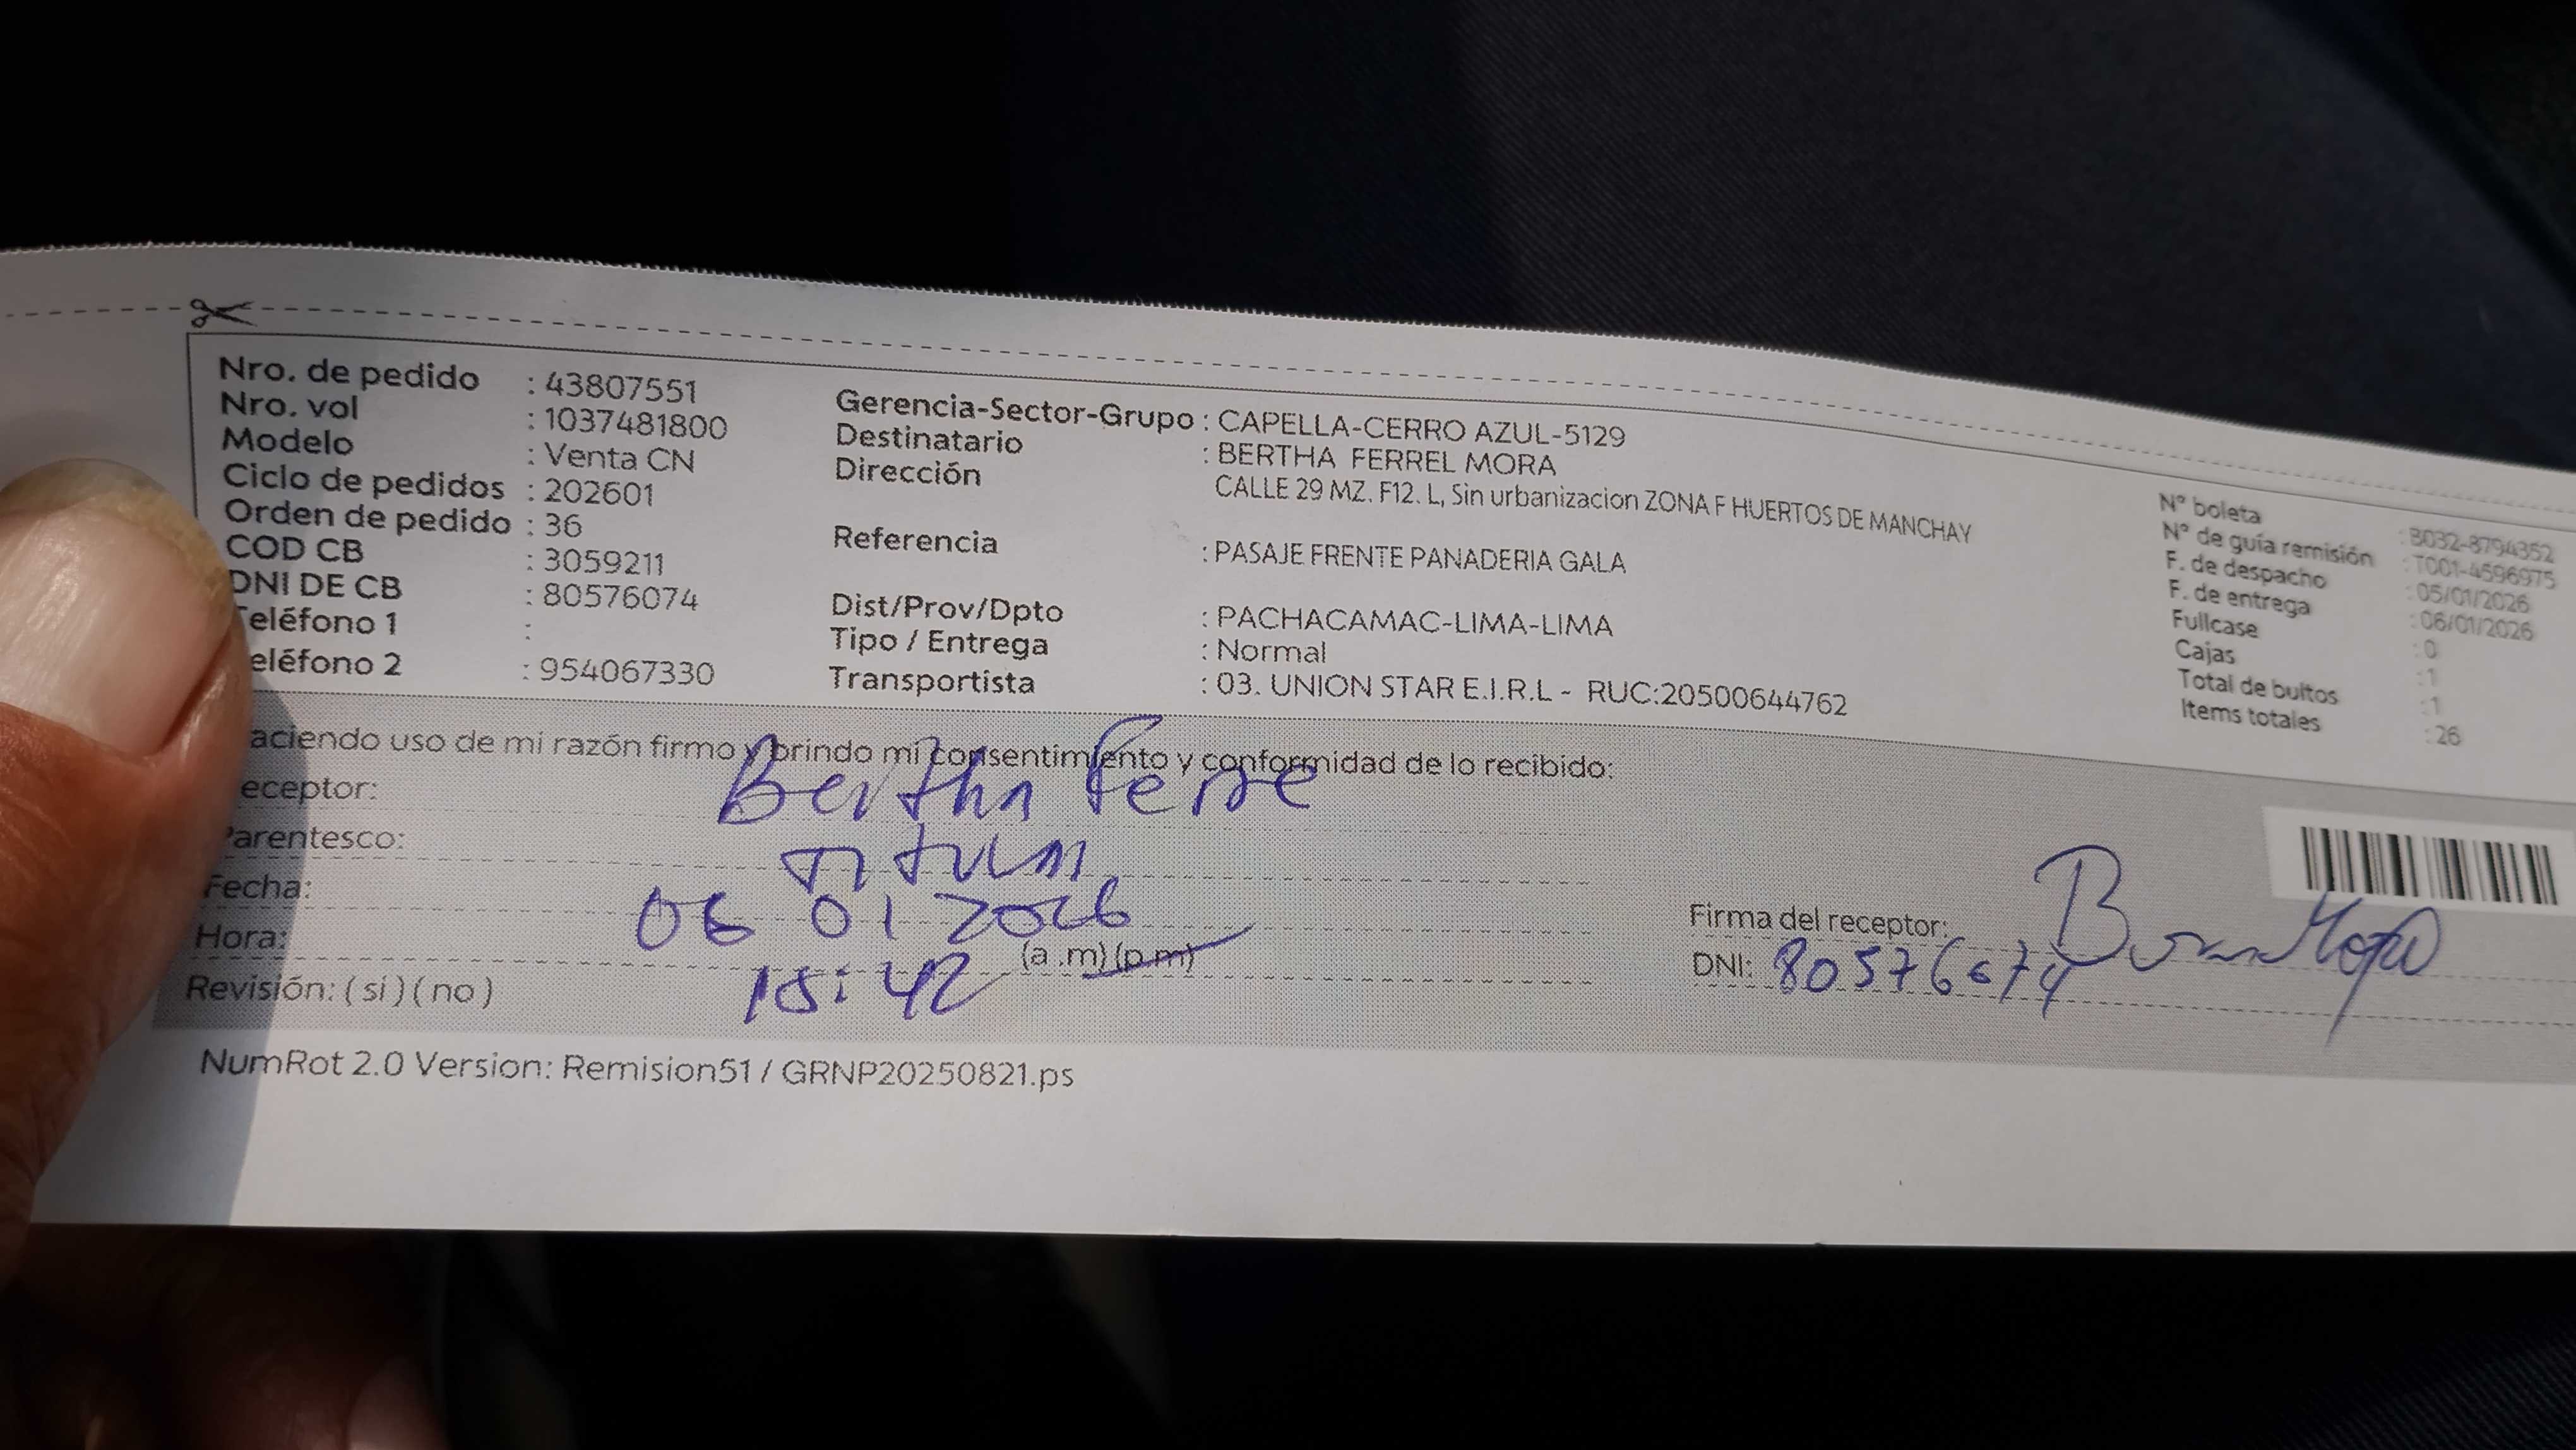 Nro. de pedido : 43807551
Nro. vol : 1037481800
Modelo : Venta CN
Ciclo de pedidos : 202601
Orden de pedido : 36
COD CB : 3059211
DNI DE CB : 80576074
Teléfono 1 :
eléfono 2 : 954067330
Gerencia-Sector-Grupo : CAPELLA-CERRO AZUL-5129
Destinatario : BERTHA FERREL MORA
Dirección CALLE 29 MZ. F12. L, Sin urbanizacion ZONA F HUERTOS DE MANCHAY
Referencia : PASAJE FRENTE PANADERIA GALA
Dist/Prov/Dpto : PACHACAMAC-LIMA-LIMA
Tipo / Entrega : Normal
Transportista : 03. UNION STAR E.I.R.L - RUC:20500644762
N° boleta : B032-8794352
N° de guía remisión : T001-4596975
F. de despacho : 05/01/2026
F. de entrega : 06/01/2026
Fullcase : 0
Cajas : 1
Total de bultos : 1
Items totales : 26
aciendo uso de mi razón firmo y brindo mi consentimiento y conformidad de lo recibido:
eceptor: Bertha Ferre
Parentesco:
Fecha: 06 01 2026
Hora: 15:42 (a .m) (p.m)
Revisión: ( si ) ( no )
Firma del receptor:
DNI: 80576074
NumRot 2.0 Version: Remision51 / GRNP20250821.ps